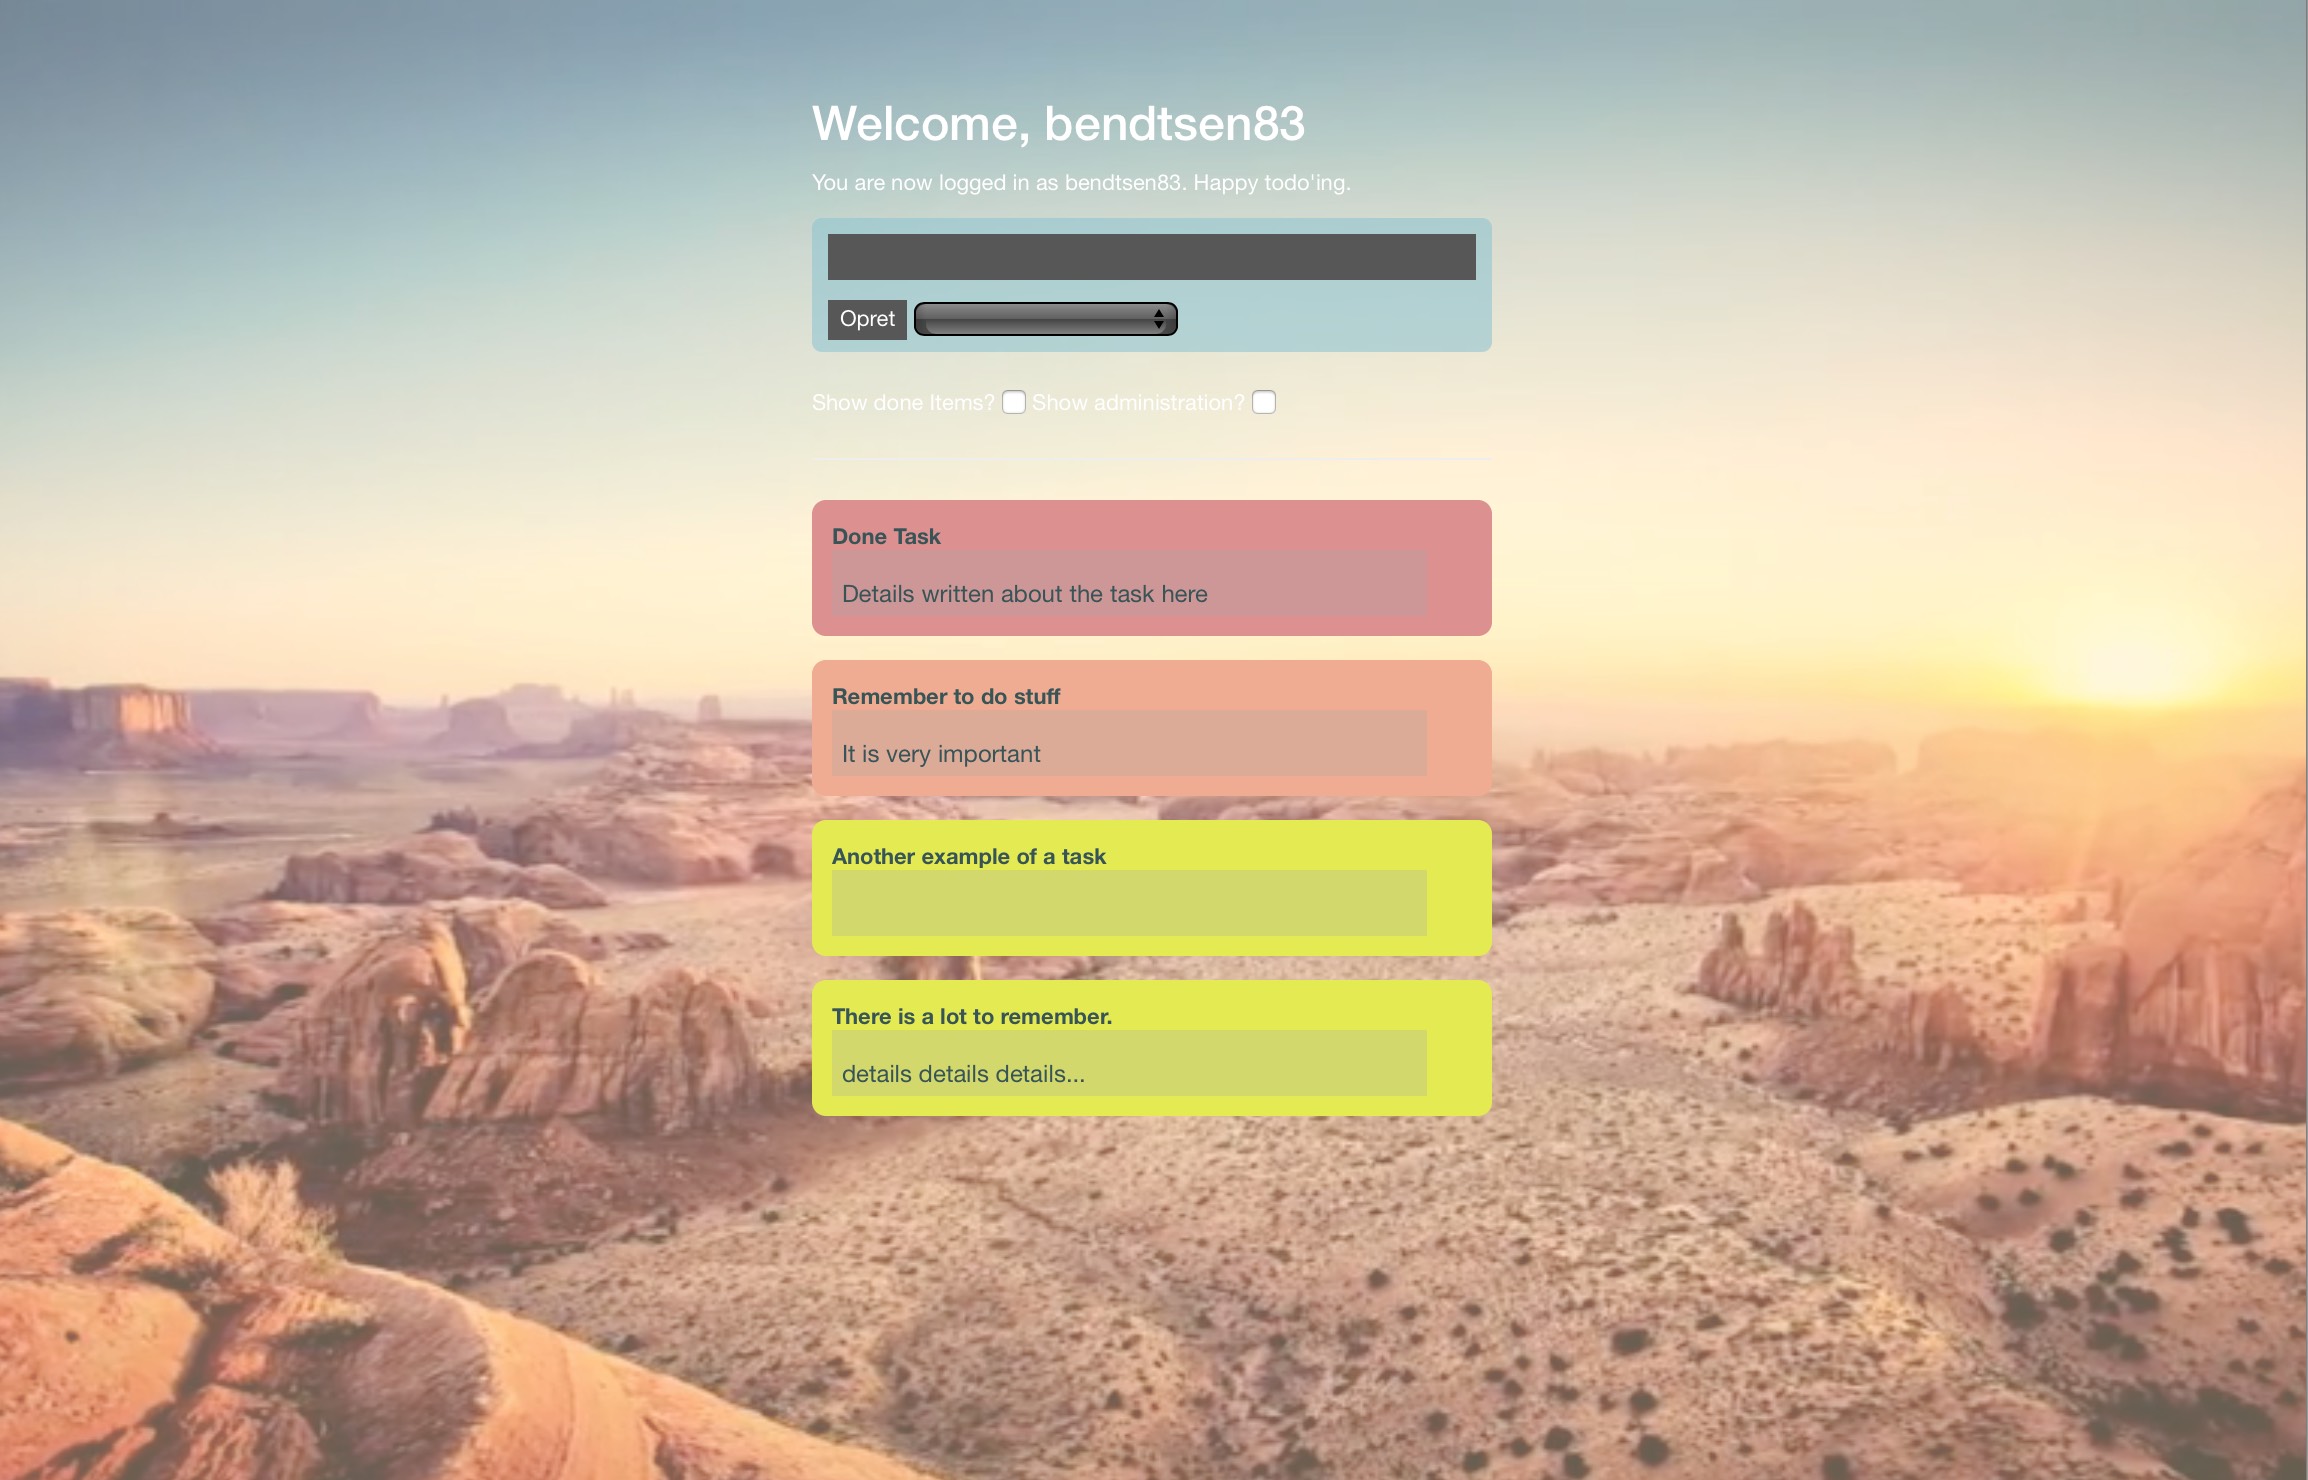 Welcome, bendtsen83
You are now logged in as bendtsen83. Happy todo'ing.
Opret
Show done Items? Show administration?
Done Task
Details written about the task here
Remember to do stuff
It is very important
Another example of a task
There is a lot to remember.
details details details...